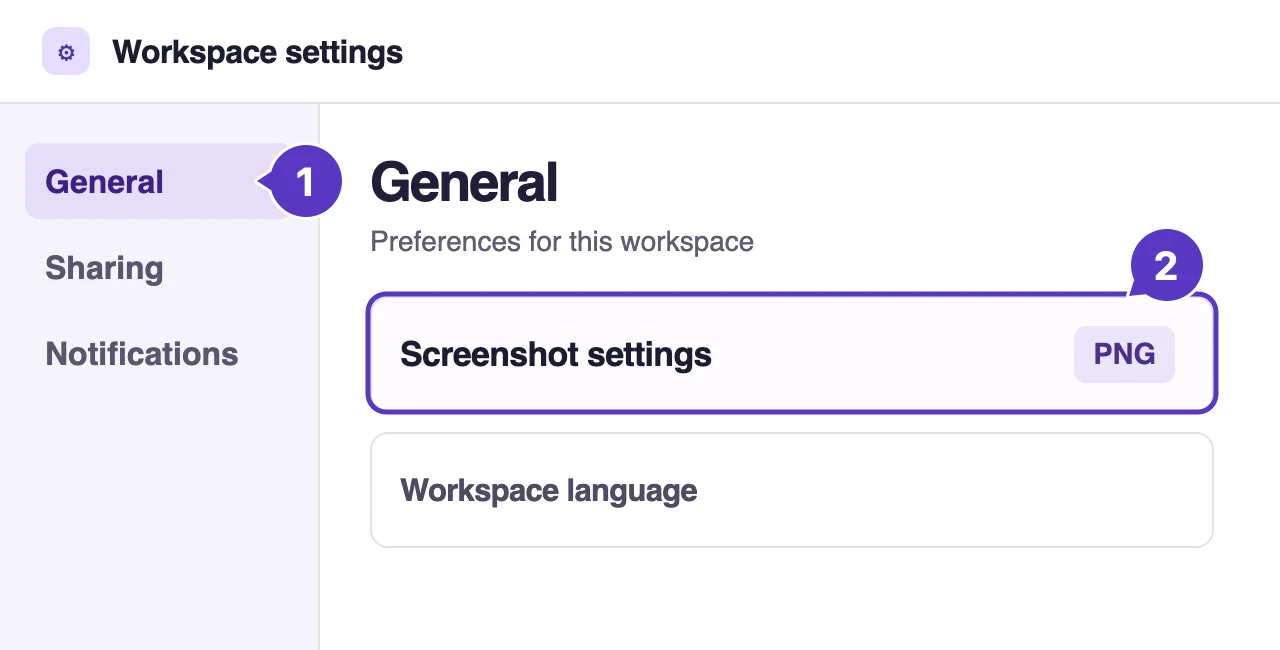 Workspace settings
General
1
Sharing
Notifications
General
Preferences for this workspace
2
Screenshot settings
PNG
Workspace language